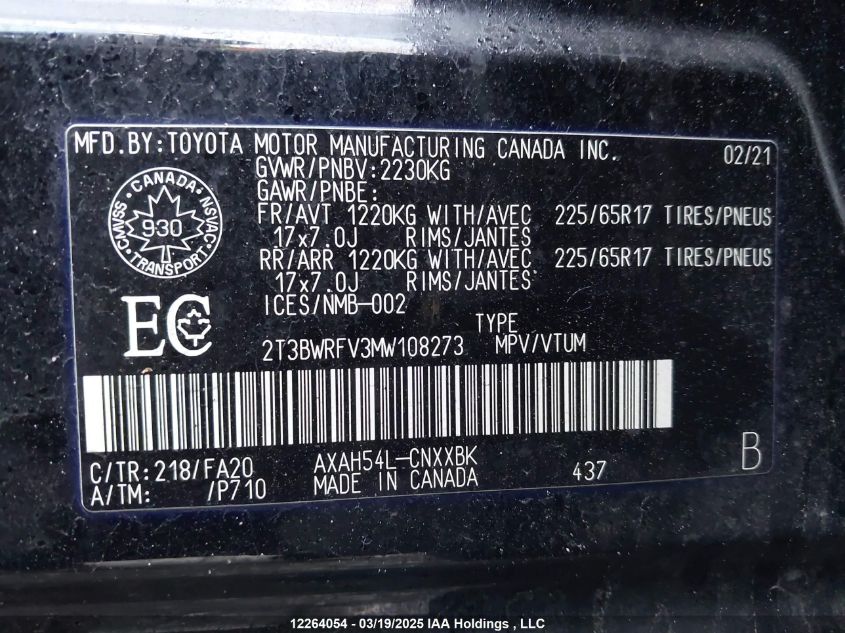 MFD.BY:TOYOTA MOTOR MANUFACTURING CANADA INC. 02/21
GVWR/PNBV:2230KG
GAWR/PNBE:
FR/AVT 1220KG WITH/AVEC 225/65R17 TIRES/PNEUS
17x7.0J RIMS/JANTES
RR/ARR 1220KG WITH/AVEC 225/65R17 TIRES/PNEUS
17x7.0J RIMS/JANTES
ICES/NMB-002
CANADA
CMVSS 930 NSVAC
TRANSPORT
EC
TYPE
2T3BWRFV3MW108273 MPV/VTUM
C/TR:218/FA20 AXAH54L-CNXXBK 437 B
A/TM: /P710 MADE IN CANADA
12264054 - 03/19/2025 IAA Holdings , LLC